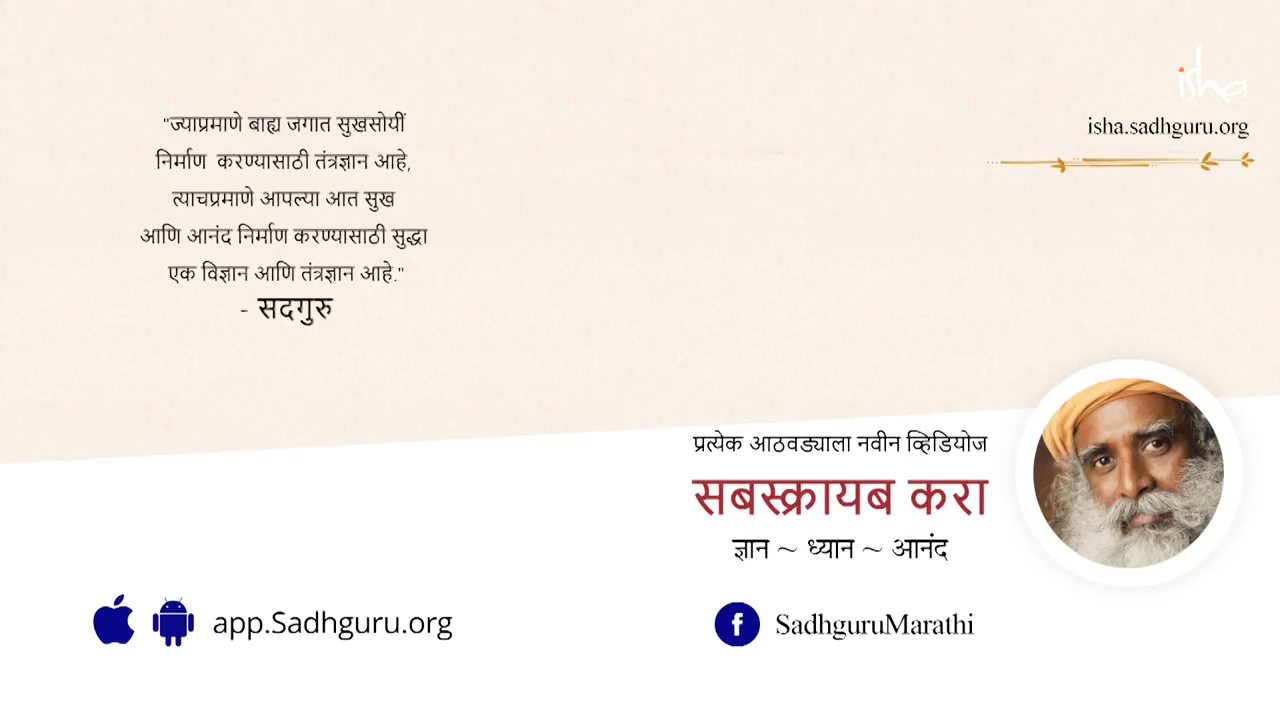 "ज्याप्रमाणे बाह्य जगात सुखसोयीं
निर्माण करण्यासाठी तंत्रज्ञान आहे,
त्याचप्रमाणे आपल्या आत सुख
आणि आनंद निर्माण करण्यासाठी सुद्धा
एक विज्ञान आणि तंत्रज्ञान आहे."
- सदगुरु
isha
isha.sadhguru.org
प्रत्येक आठवड्याला नवीन व्हिडियोज
सबस्क्रायब करा
ज्ञान ~ ध्यान ~ आनंद
app.Sadhguru.org
SadhguruMarathi